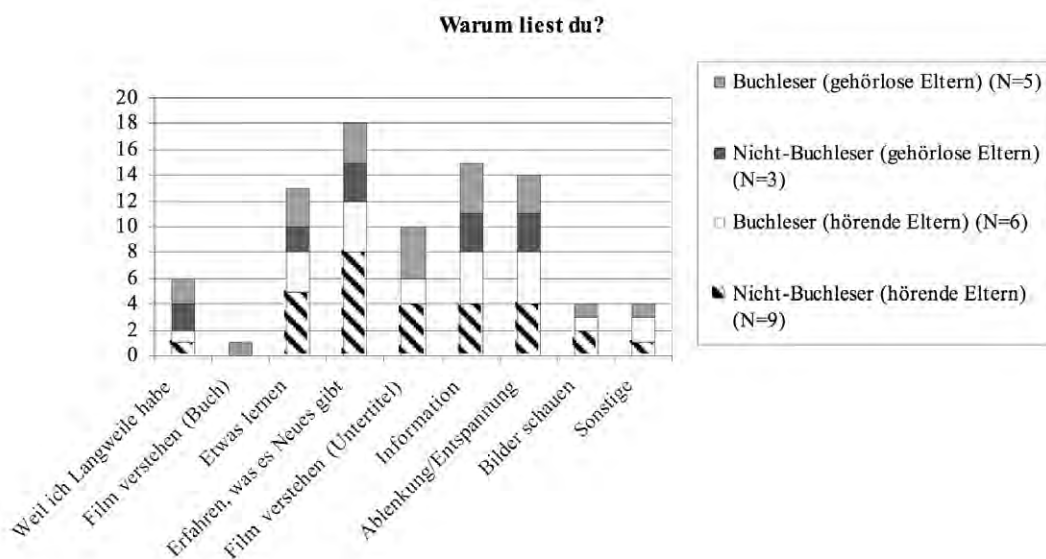 Warum liest du?
20
18
16
14
12
10
8
6
4
2
0
Weil ich Langweile habe
Film verstehen (Buch)
Etwas lernen
Erfahren, was es Neues gibt
Film verstehen (Untertitel)
Information
Ablenkung/Entspannung
Bilder schauen
Sonstige
Buchleser (gehörlose Eltern) (N=5)
Nicht-Buchleser (gehörlose Eltern)
(N=3)
Buchleser (hörende Eltern) (N=6)
Nicht-Buchleser (hörende Eltern)
(N=9)